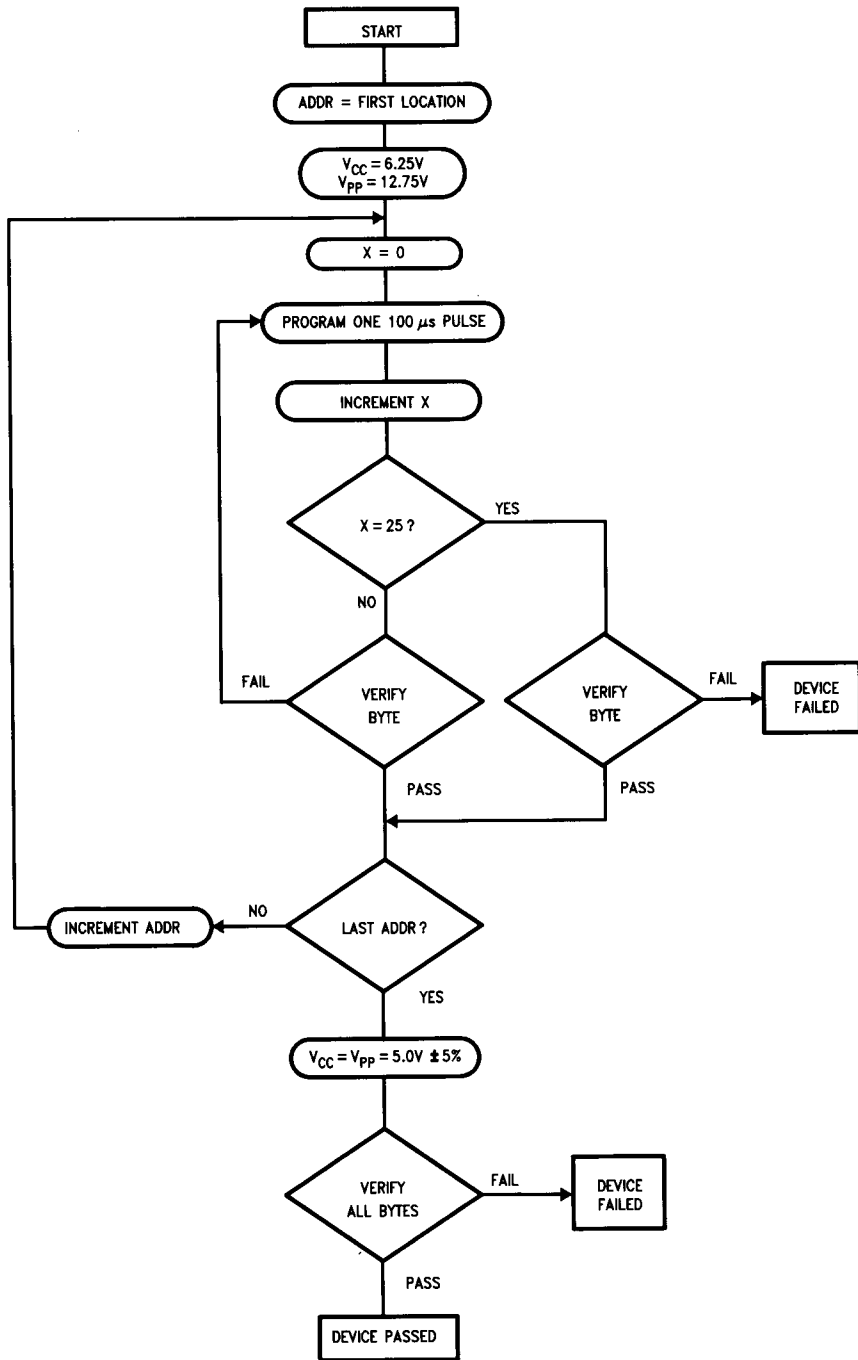 START
ADDR = FIRST LOCATION
VCC = 6.25V
VPP = 12.75V
X = 0
PROGRAM ONE 100 μs PULSE
INCREMENT X
X = 25 ?
YES
NO
FAIL
VERIFY
BYTE
VERIFY
BYTE
FAIL
DEVICE
FAILED
PASS
PASS
INCREMENT ADDR
NO
LAST ADDR ?
YES
VCC = VPP = 5.0V ±5%
VERIFY
ALL BYTES
FAIL
DEVICE
FAILED
PASS
DEVICE PASSED